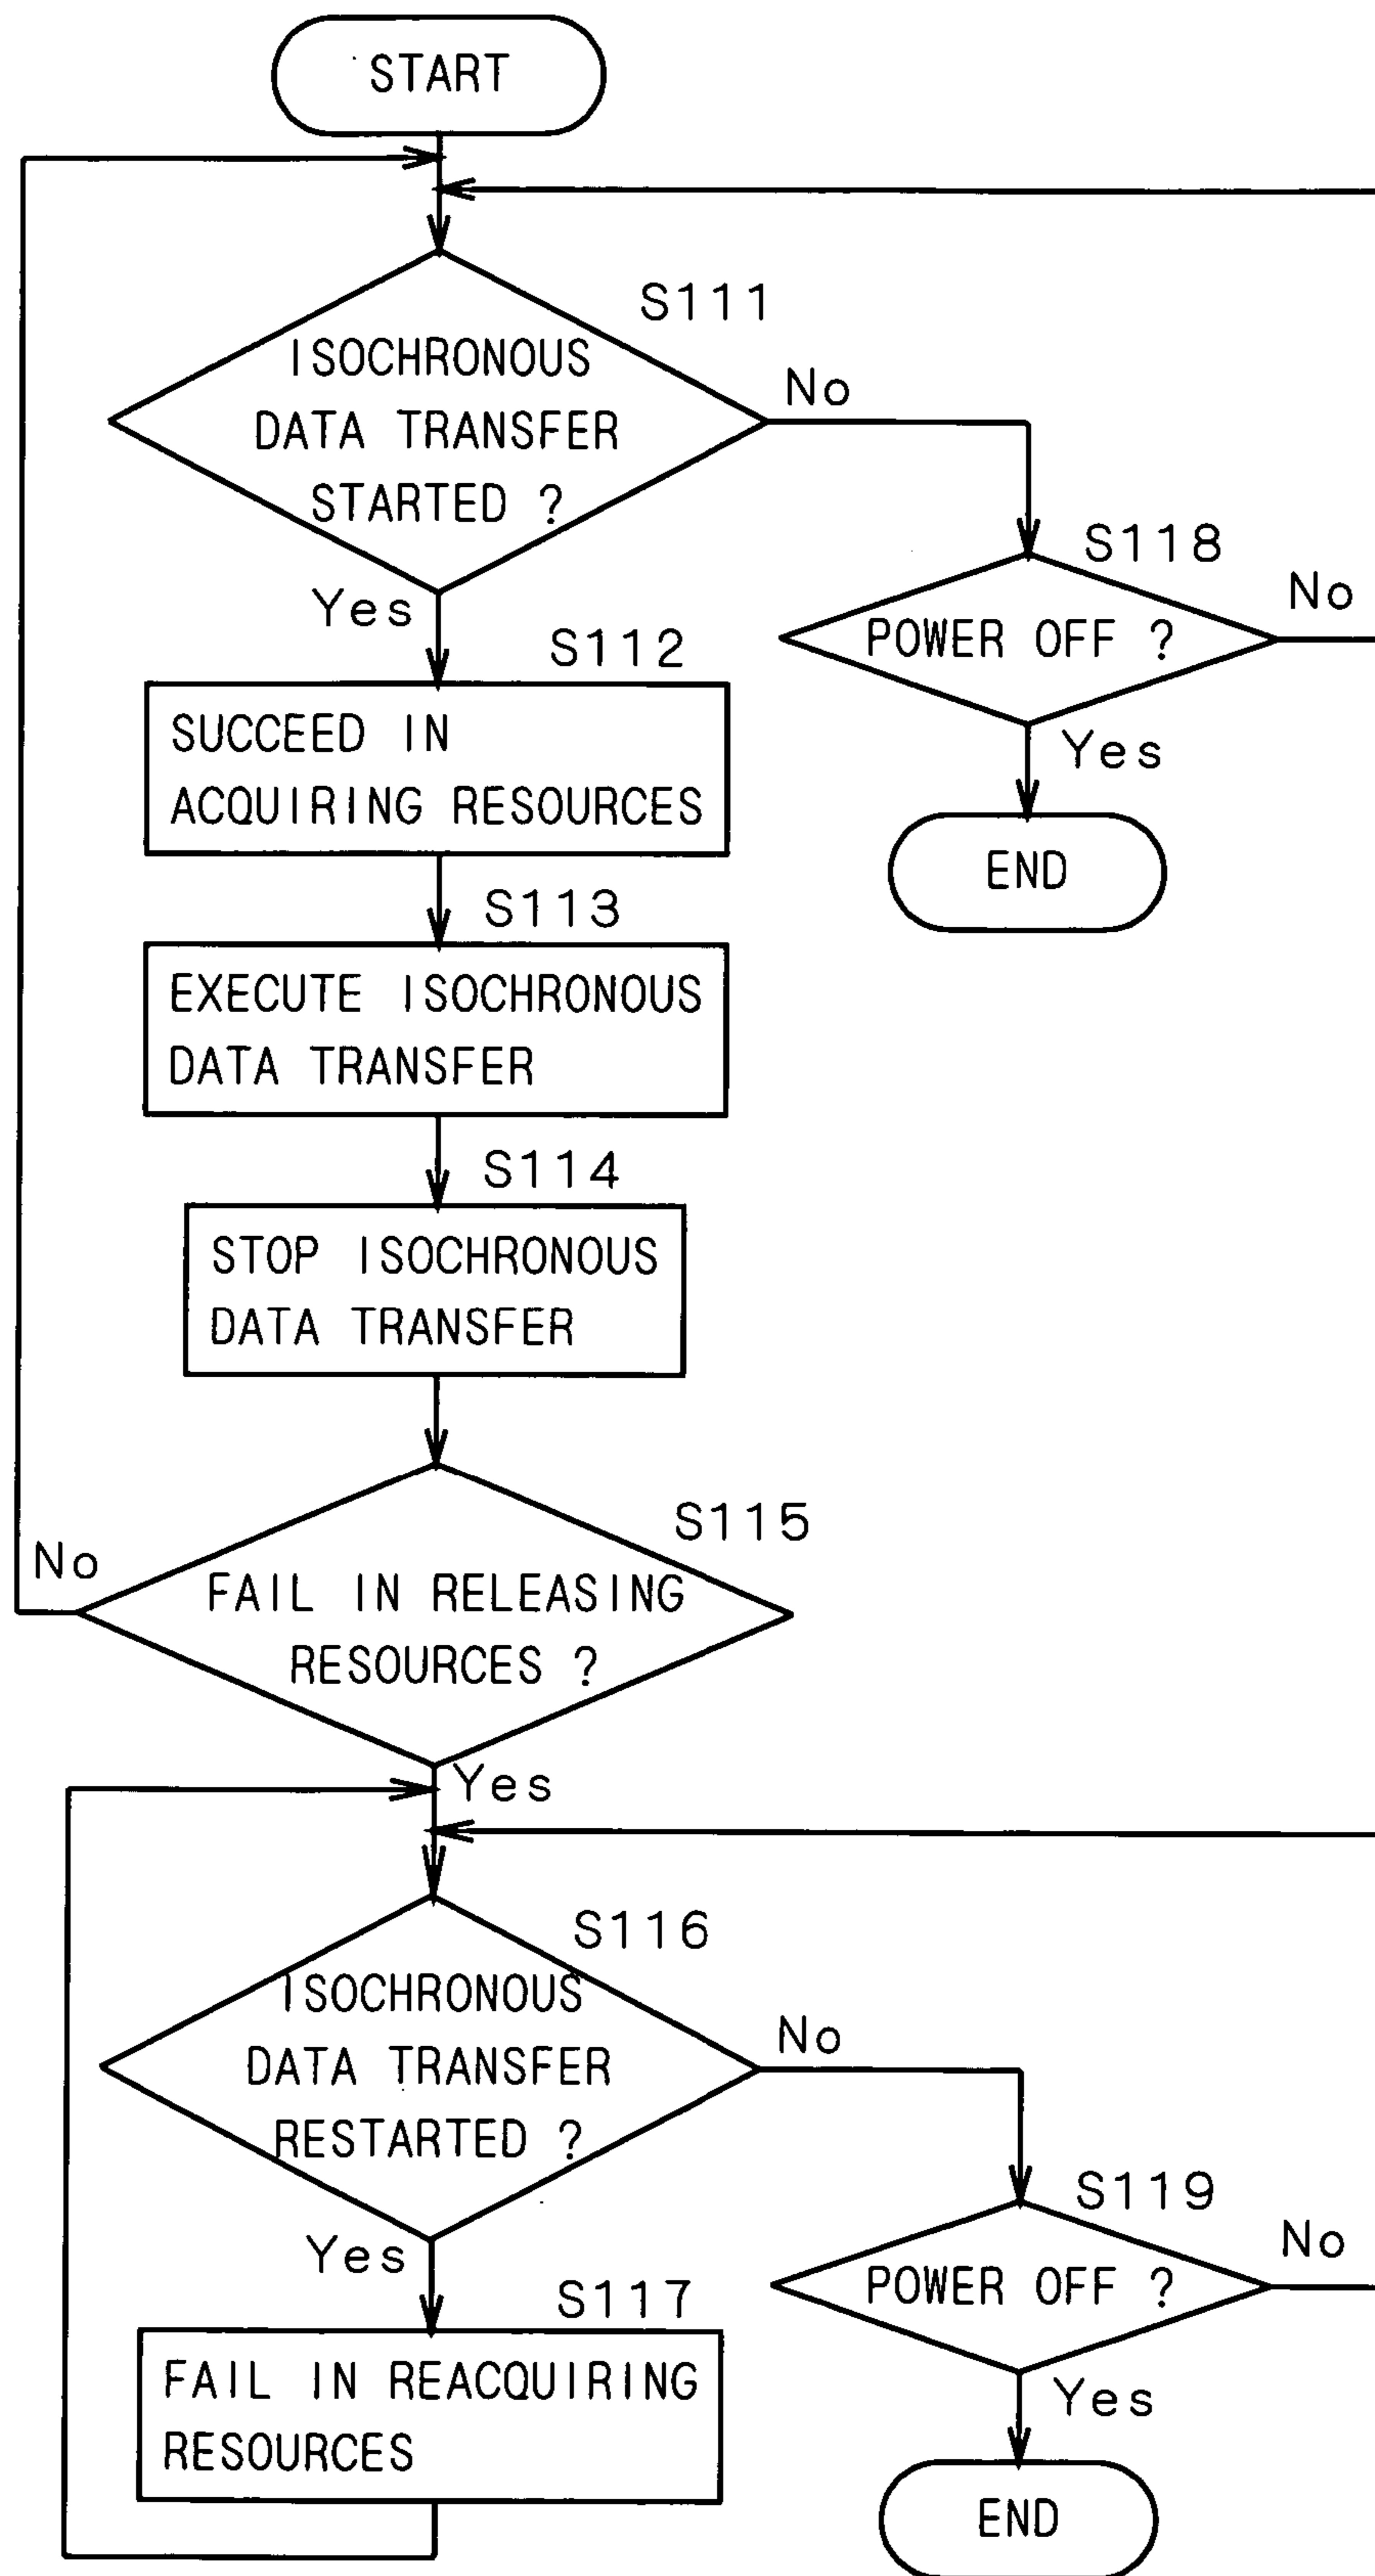 START
S111
ISOCHRONOUS
DATA TRANSFER
STARTED ?
No
Yes
S118
POWER OFF ?
No
Yes
END
S112
SUCCEED IN
ACQUIRING RESOURCES
S113
EXECUTE ISOCHRONOUS
DATA TRANSFER
S114
STOP ISOCHRONOUS
DATA TRANSFER
S115
No
FAIL IN RELEASING
RESOURCES ?
Yes
S116
ISOCHRONOUS
DATA TRANSFER
RESTARTED ?
No
Yes
S119
POWER OFF ?
No
Yes
END
S117
FAIL IN REACQUIRING
RESOURCES